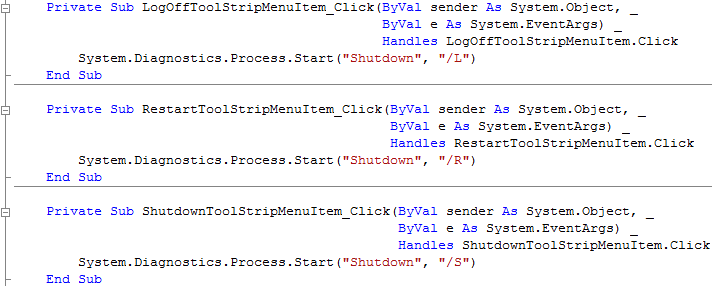 Private Sub LogOffToolStripMenuItem_Click(ByVal sender As System.Object, _
ByVal e As System.EventArgs) _
Handles LogOffToolStripMenuItem.Click
System.Diagnostics.Process.Start("Shutdown", "/L")
End Sub
Private Sub RestartToolStripMenuItem_Click(ByVal sender As System.Object, _
ByVal e As System.EventArgs) _
Handles RestartToolStripMenuItem.Click
System.Diagnostics.Process.Start("Shutdown", "/R")
End Sub
Private Sub ShutdownToolStripMenuItem_Click(ByVal sender As System.Object, _
ByVal e As System.EventArgs) _
Handles ShutdownToolStripMenuItem.Click
System.Diagnostics.Process.Start("Shutdown", "/S")
End Sub